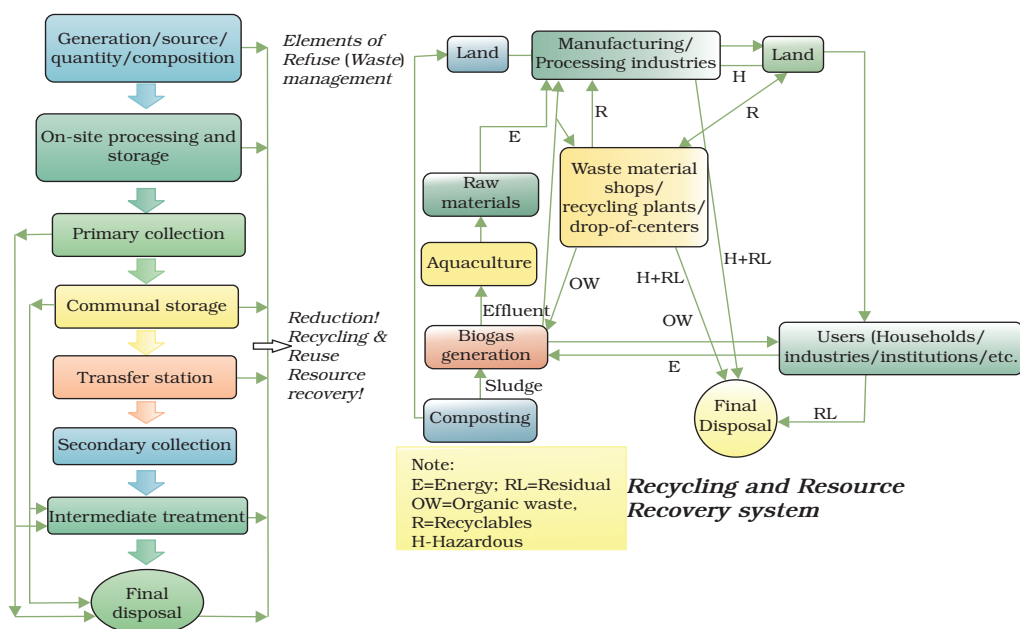 Generation/source/
quantity/composition
On-site processing and
storage
Primary collection
Communal storage
Transfer station
Secondary collection
Intermediate treatment
Final
disposal
Elements of
Refuse (Waste)
management
Reduction!
Recycling &
Reuse
Resource
recovery!
Land
Manufacturing/
Processing industries
Land
H
R
R
E
Waste material
shops/
recycling plants/
drop-of-centers
Raw
materials
Aquaculture
Effluent
OW
H+RL
H+RL
Biogas
generation
OW
E
Users (Households/
industries/institutions/etc.
Sludge
Composting
Final
Disposal
RL
Note:
E=Energy; RL=Residual
OW=Organic waste,
R=Recyclables
H-Hazardous
Recycling and Resource
Recovery system